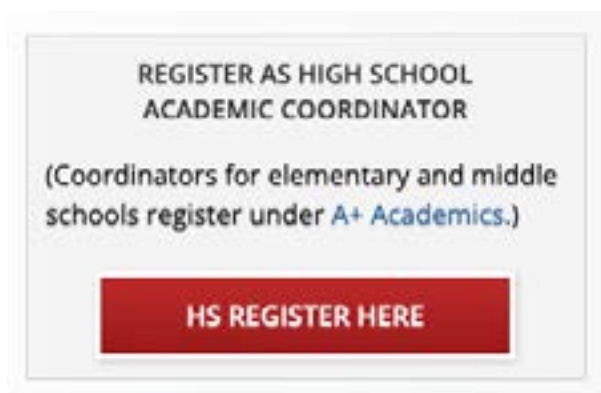 REGISTER AS HIGH SCHOOL
ACADEMIC COORDINATOR
(Coordinators for elementary and middle
schools register under A+ Academics.)
HS REGISTER HERE